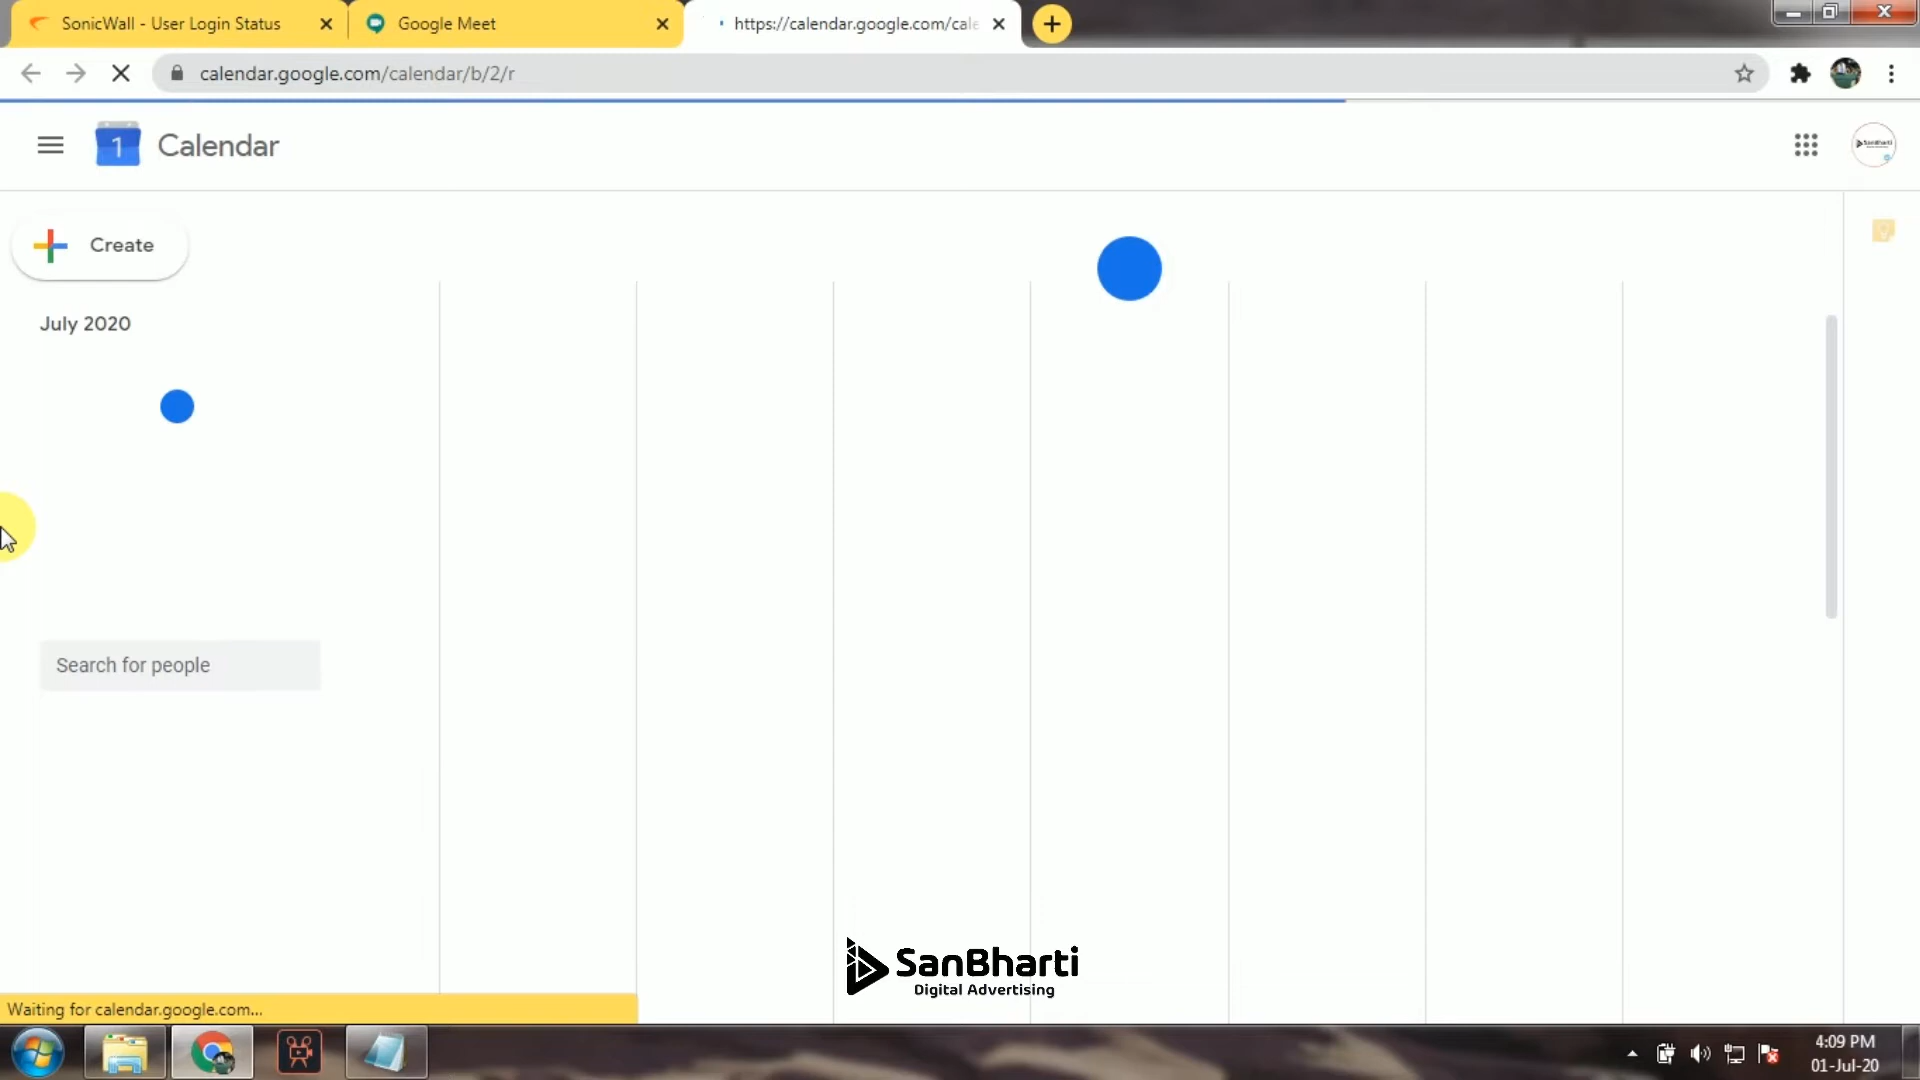 SonicWall - User Login Status
Google Meet
https://calendar.google.com/cale
calendar.google.com/calendar/b/2/r
1
Calendar
SanBharti
Create
July 2020
Search for people
SanBharti
Digital Advertising
Waiting for calendar.google.com...
4:09 PM
01-Jul-20